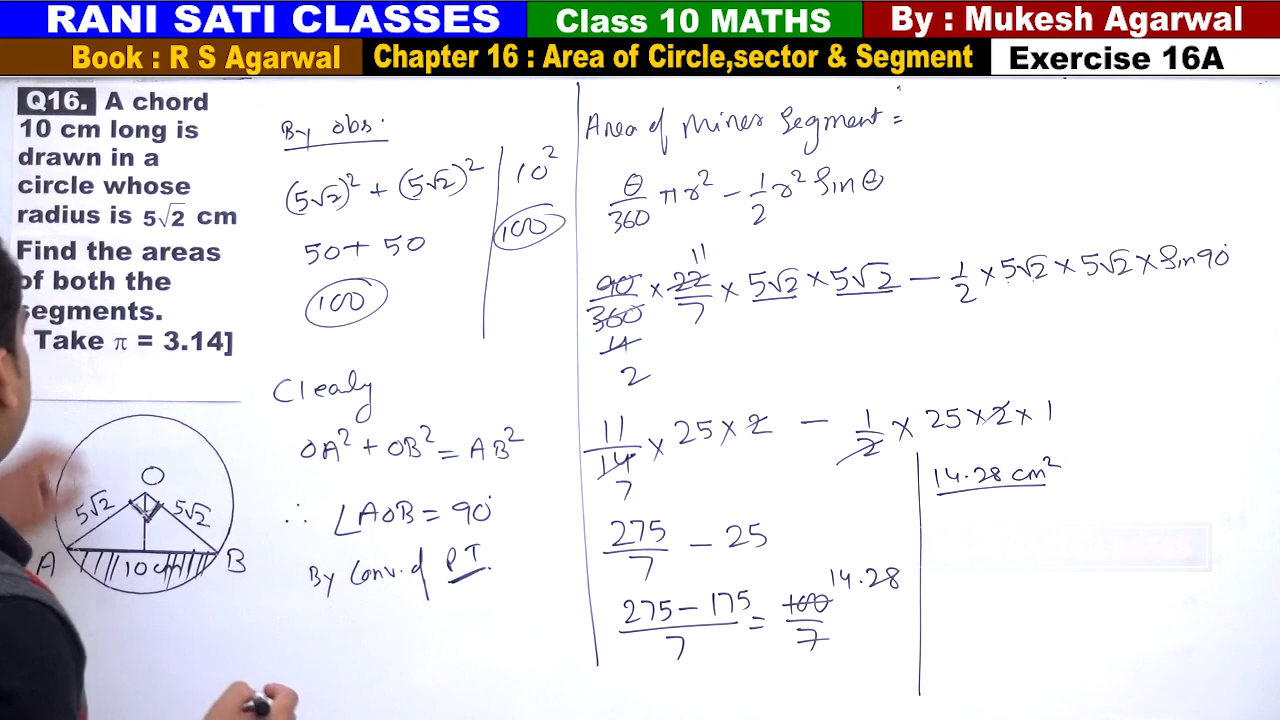 RANI SATI CLASSES
Class 10 MATHS
By : Mukesh Agarwal
Book : R S Agarwal
Chapter 16 : Area of Circle,sector & Segment
Exercise 16A
Q16. A chord
10 cm long is
drawn in a
circle whose
radius is 5√2 cm
Find the areas
of both the
segments.
Take π = 3.14]
O
5√2 5√2
A 10 cm B
By obs.
(5√2)² + (5√2)² | 10²
50 + 50 100
100
Clealy
OA² + OB² = AB²
∴ ∠AOB = 90°
By Conv. of PT.
Area of Minor Segment =
θ/360 πr² − 1/2 r² Sin θ
11
90/360 × 22/7 × 5√2 × 5√2 − 1/2 × 5√2 × 5√2 × Sin 90°
14
2
11/14 × 25 × 2 − 1/2 × 25 × 2 × 1
7
275/7 − 25
275 − 175/7 = 100/7 14.28
14.28 cm²